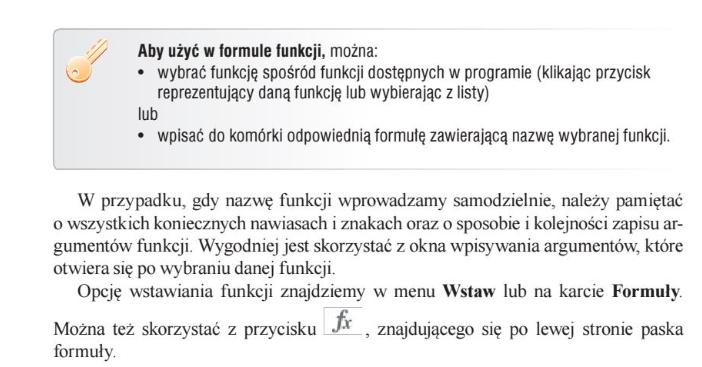 Aby użyć w formule funkcji, można:
• wybrać funkcję spośród funkcji dostępnych w programie (klikając przycisk
reprezentujący daną funkcję lub wybierając z listy)
lub
• wpisać do komórki odpowiednią formułę zawierającą nazwę wybranej funkcji.
W przypadku, gdy nazwę funkcji wprowadzamy samodzielnie, należy pamiętać
o wszystkich koniecznych nawiasach i znakach oraz o sposobie i kolejności zapisu ar-
gumentów funkcji. Wygodniej jest skorzystać z okna wpisywania argumentów, które
otwiera się po wybraniu danej funkcji.
Opcję wstawiania funkcji znajdziemy w menu Wstaw lub na karcie Formuły.
Można też skorzystać z przycisku fx , znajdującego się po lewej stronie paska
formuły.